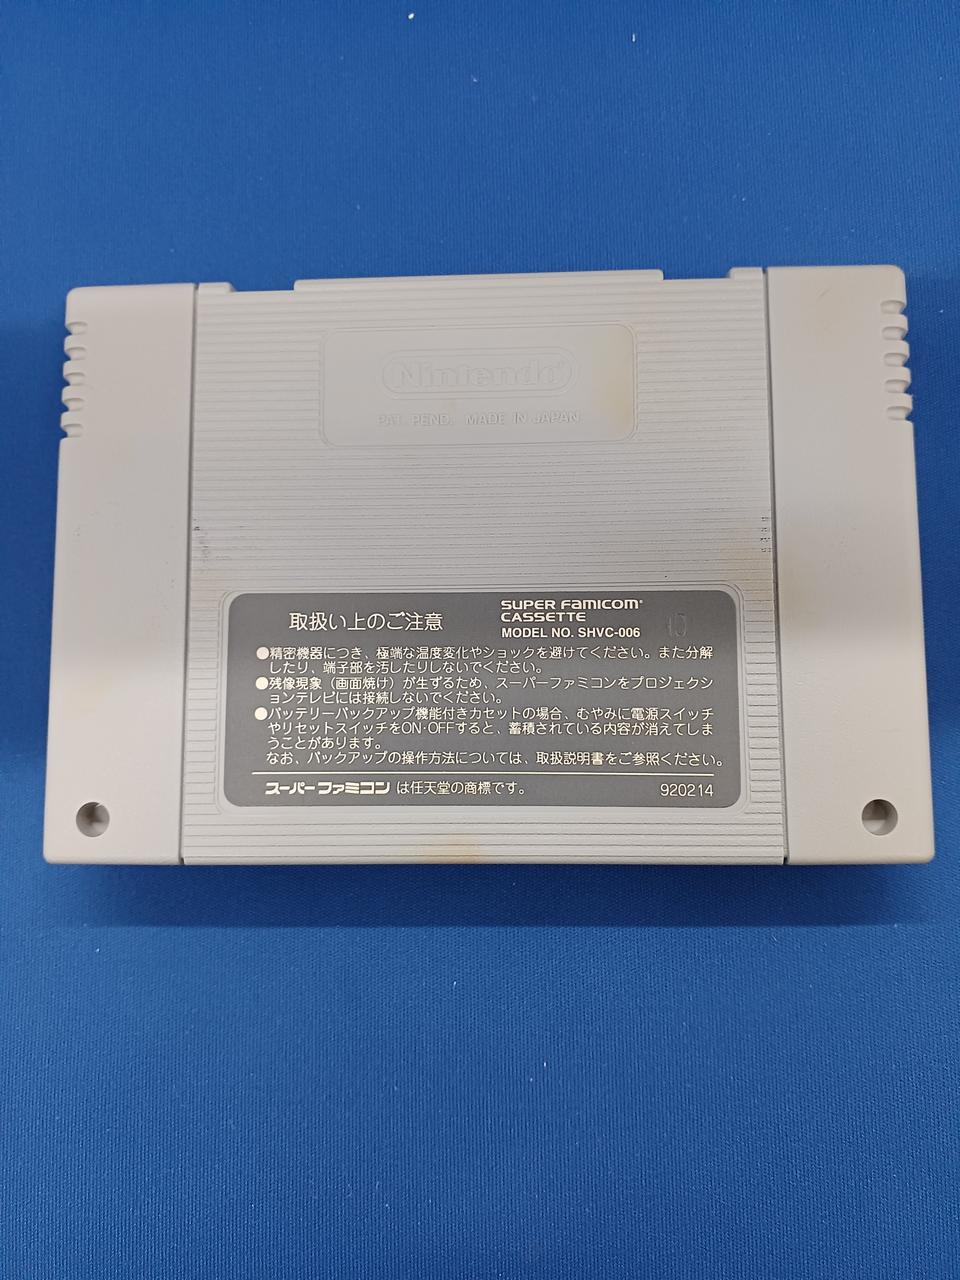 Nintendo
PAT. PEND. MADE IN JAPAN
取扱い上のご注意
SUPER FAMICOM
CASSETTE
MODEL NO. SHVC-006
●精密機器につき、極端な温度変化やショックを避けてください。また分解
したり、端子部を汚したりしないでください。
●残像現象（画面焼け）が生ずるため、スーパーファミコンをプロジェクシ
ョンテレビには接続しないでください。
●バッテリーバックアップ機能付きカセットの場合、むやみに電源スイッチ
やリセットスイッチをON·OFFすると、蓄積されている内容が消えてしま
うことがあります。
なお、バックアップの操作方法については、取扱説明書をご参照ください。
スーパーファミコン は任天堂の商標です。
920214